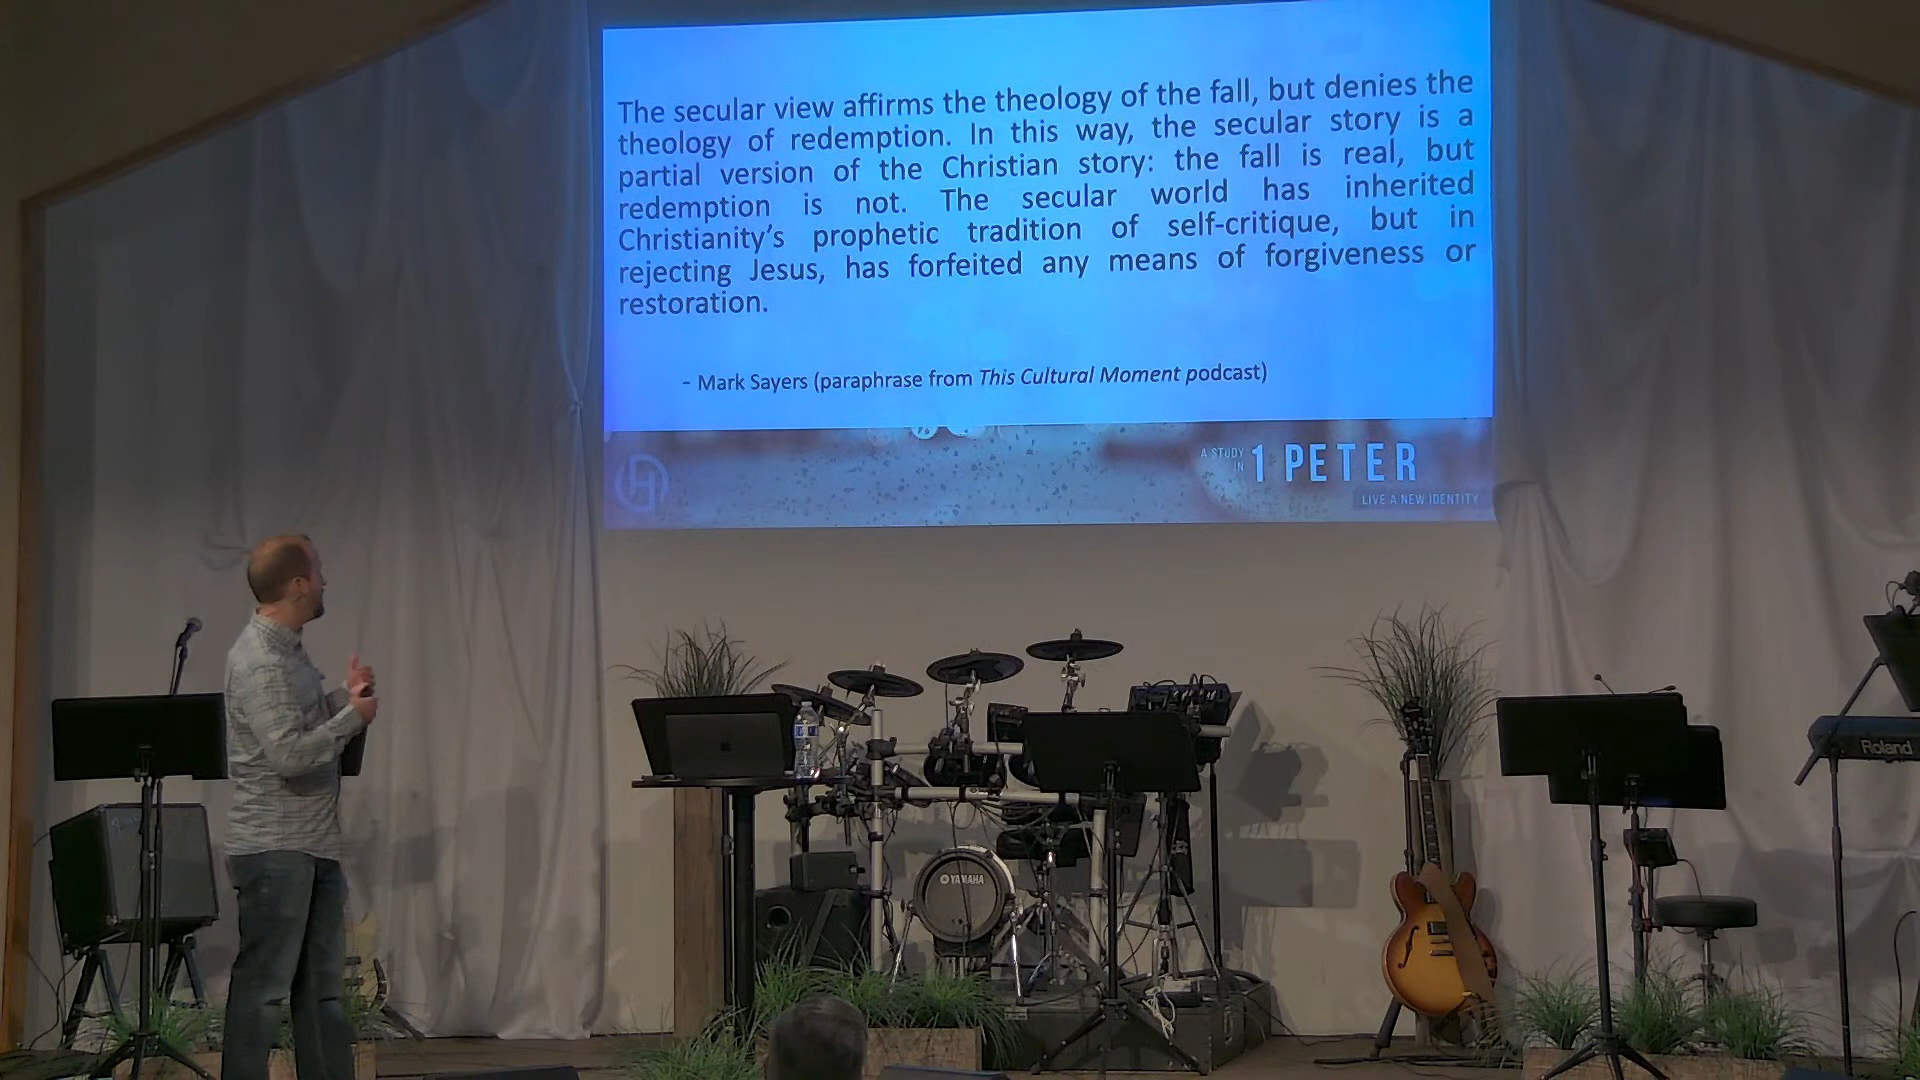 The secular view affirms the theology of the fall, but denies the
theology of redemption. In this way, the secular story is a
partial version of the Christian story: the fall is real, but
redemption is not. The secular world has inherited
Christianity’s prophetic tradition of self-critique, but in
rejecting Jesus, has forfeited any means of forgiveness or
restoration.
- Mark Sayers (paraphrase from This Cultural Moment podcast)
A STUDY
IN
1 PETER
LIVE A NEW IDENTITY
Roland
YAMAHA